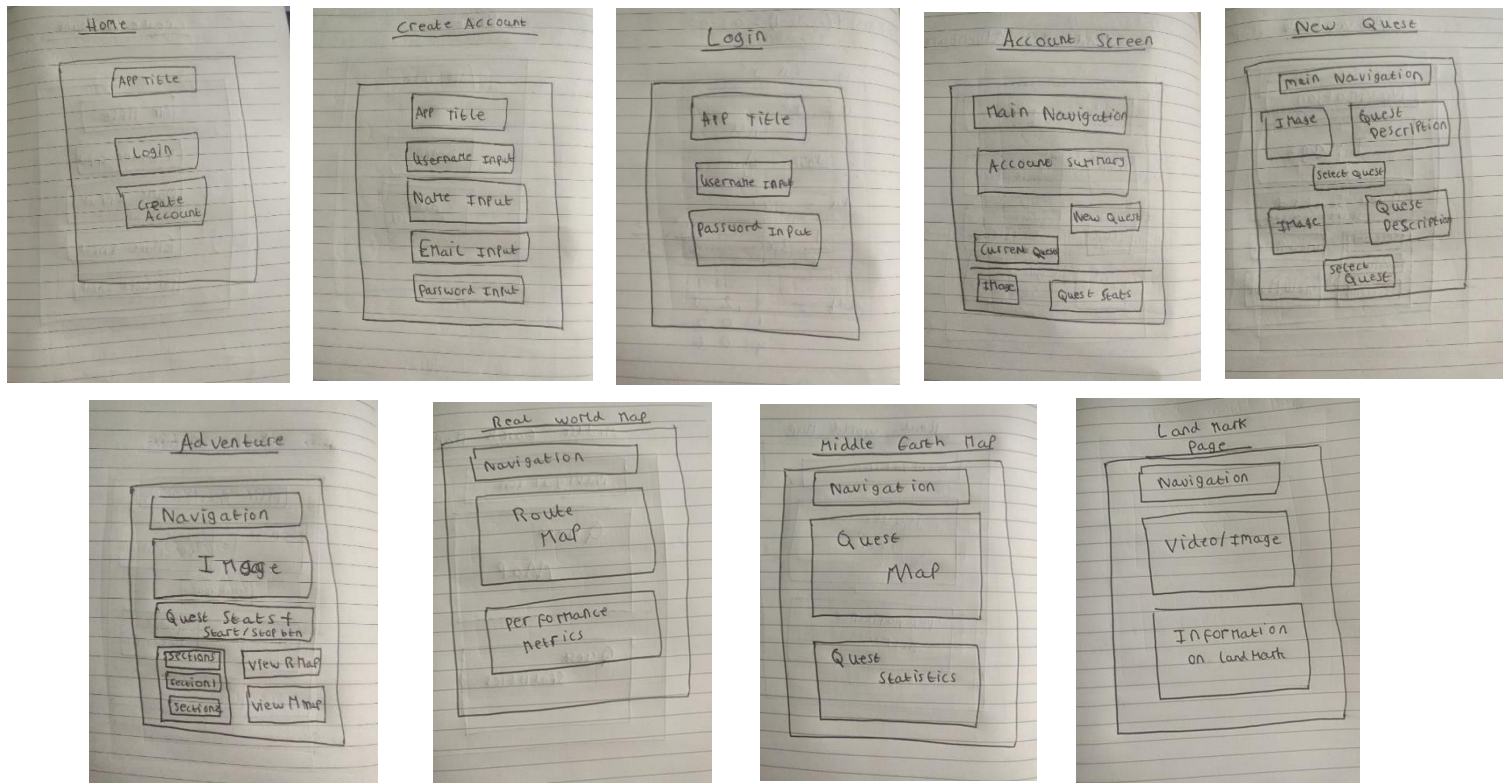 Home
APP TITLE
Login
Create
Account
Create Account
App Title
Username Input
Name Input
Email Input
Password Input
Login
App Title
Username Input
Password Input
Account Screen
Main Navigation
Account Summary
New Quest
Current Quest
Image
Quest Stats
New Quest
Main Navigation
Image
Quest
Description
Select Quest
Image
Quest
Description
Select
Quest
Adventure
Navigation
Image
Quest Stats +
Start/Stop btn
Sections
Section1
Section2
View RMap
View MMap
Real World Map
Navigation
Route
Map
Performance
Metrics
Middle Earth Map
Navigation
Quest
Map
Quest
Statistics
Land Mark
Page
Navigation
Video/Image
Information
on Landmark